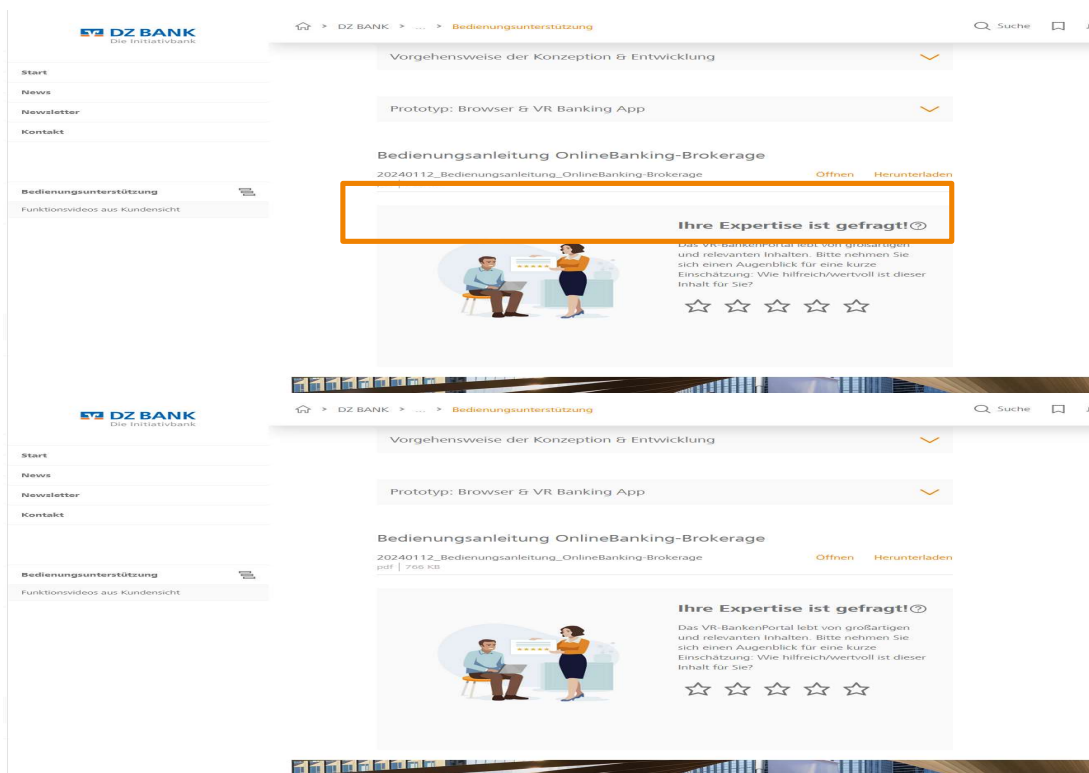 DZ BANK
Die Initiativbank
DZ BANK > ... > Bedienungsunterstützung
Suche
Start
News
Newsletter
Kontakt
Bedienungsunterstützung
Funktionsvideos aus Kundensicht
Vorgehensweise der Konzeption & Entwicklung
Prototyp: Browser & VR Banking App
Bedienungsanleitung OnlineBanking-Brokerage
20240112_Bedienungsanleitung_OnlineBanking-Brokerage
Öffnen Herunterladen
Ihre Expertise ist gefragt!
Das VR-BankenPortal lebt von großartigen
und relevanten Inhalten. Bitte nehmen Sie
sich einen Augenblick für eine kurze
Einschätzung: Wie hilfreich/wertvoll ist dieser
Inhalt für Sie?
DZ BANK
Die Initiativbank
DZ BANK > ... > Bedienungsunterstützung
Suche
Start
News
Newsletter
Kontakt
Bedienungsunterstützung
Funktionsvideos aus Kundensicht
Vorgehensweise der Konzeption & Entwicklung
Prototyp: Browser & VR Banking App
Bedienungsanleitung OnlineBanking-Brokerage
20240112_Bedienungsanleitung_OnlineBanking-Brokerage
Öffnen Herunterladen
pdf | 766 KB
Ihre Expertise ist gefragt!
Das VR-BankenPortal lebt von großartigen
und relevanten Inhalten. Bitte nehmen Sie
sich einen Augenblick für eine kurze
Einschätzung: Wie hilfreich/wertvoll ist dieser
Inhalt für Sie?